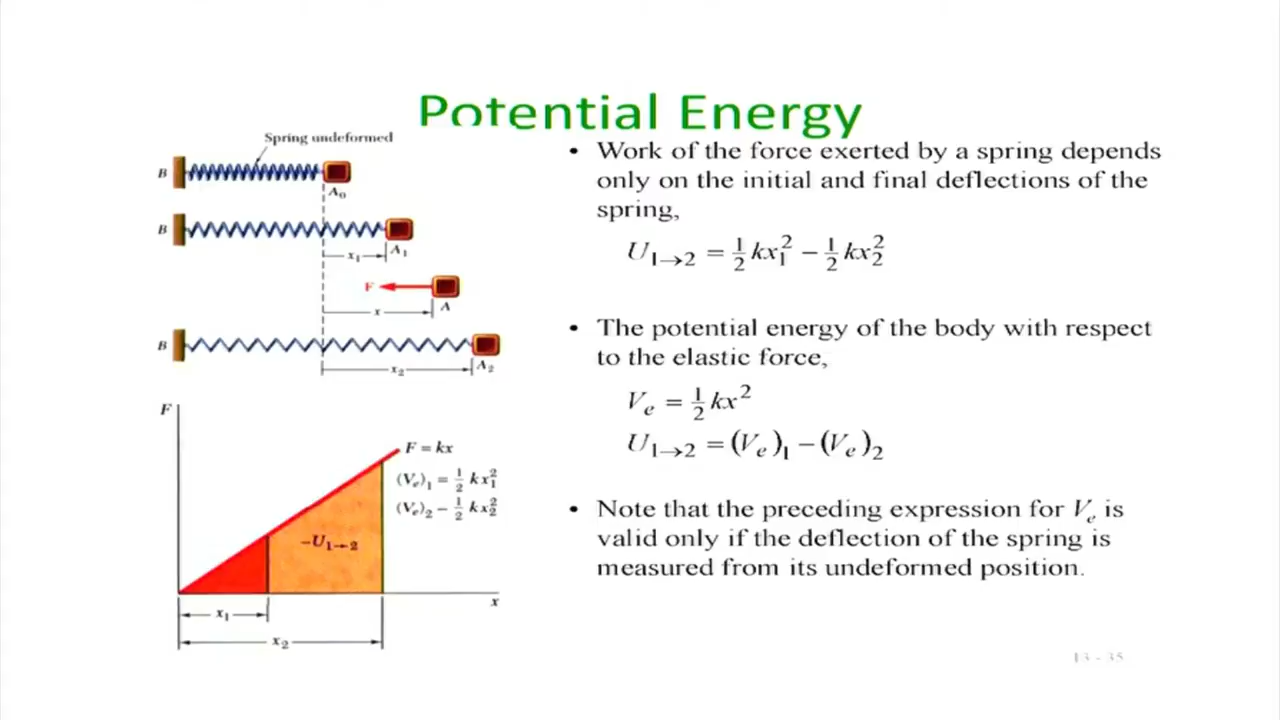 Potential Energy
Spring undeformed
B
A₀
B
x₁
A₁
F
x
A
B
x₂
A₂
F
F = kx
(Vₑ)₁ = ½ kx₁²
(Vₑ)₂ – ½ kx₂²
–U₁→₂
x
x₁
x₂
• Work of the force exerted by a spring depends
only on the initial and final deflections of the
spring,
U₁→₂ = ½ kx₁² – ½ kx₂²
• The potential energy of the body with respect
to the elastic force,
Vₑ = ½ kx²
U₁→₂ = (Vₑ)₁ – (Vₑ)₂
• Note that the preceding expression for Vₑ is
valid only if the deflection of the spring is
measured from its undeformed position.
13 - 35